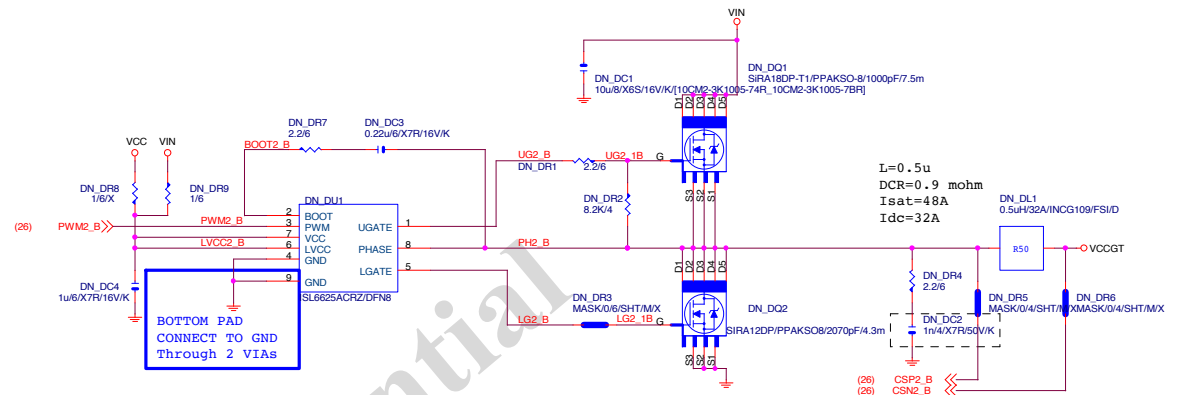 VIN
DN_DQ1
SiRA18DP-T1/PPAKSO-8/1000pF/7.5m
DN_DC1
10u/8/X6S/16V/K/[10CM2-3K1005-74R_10CM2-3K1005-7BR]
D1
D2
D3
D4
D5
G
S3
S2
S1
DN_DR7
2.2/6
DN_DC3
0.22u/6/X7R/16V/K
VCC
VIN
BOOT2_B
UG2_B
UG2_1B
DN_DR1
2.2/6
DN_DR8
1/6/X
DN_DR9
1/6
DN_DR2
8.2K/4
L=0.5u
DCR=0.9 mohm
Isat=48A
Idc=32A
DN_DU1
2
BOOT
3
PWM
7
VCC
6
LVCC
4
GND
9
GND
UGATE
1
PHASE
8
LGATE
5
ISL6625ACRZ/DFN8
(26)
PWM2_B
PWM2_B
LVCC2_B
PH2_B
DN_DL1
0.5uH/32A/INCG109/FSI/D
R50
VCCGT
D1
D2
D3
D4
D5
G
S3
S2
S1
DN_DC4
1u/6/X7R/16V/K
BOTTOM PAD
CONNECT TO GND
Through 2 VIAs
DN_DR3
MASK/0/6/SHT/M/X
LG2_B
LG2_1B
DN_DQ2
SIRA12DP/PPAKSO8/2070pF/4.3m
DN_DR4
2.2/6
DN_DR5
MASK/0/4/SHT/M/X
DN_DR6
MASK/0/4/SHT/M/X
DN_DC2
1n/4/X7R/50V/K
(26)
CSP2_B
(26)
CSN2_B
ential